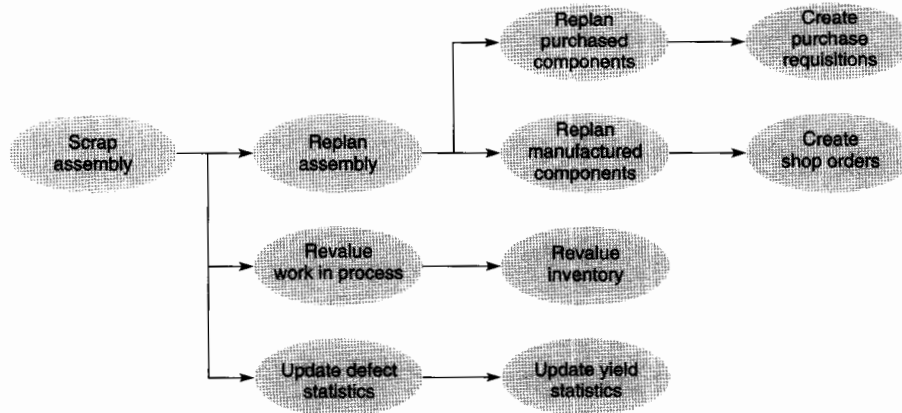 Replan
purchased
components
Create
purchase
requisitions
Scrap
assembly
Replan
assembly
Replan
manufactured
components
Create
shop orders
Revalue
work in process
Revalue
inventory
Update defect
statistics
Update yield
statistics